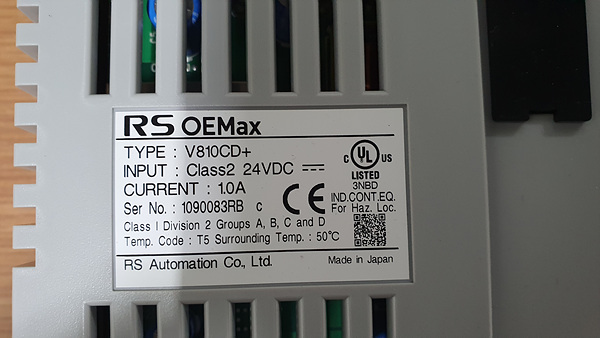 RS OEMax
TYPE : V810CD+
INPUT : Class2 24VDC
CURRENT : 1.0A
Ser No. : 1090083RB c
Class I Division 2 Groups A, B, C and D
Temp. Code : T5 Surrounding Temp. : 50℃
RS Automation Co., Ltd.
CE
C UL US
LISTED
3NBD
IND.CONT.EQ.
For Haz. Loc.
Made in Japan